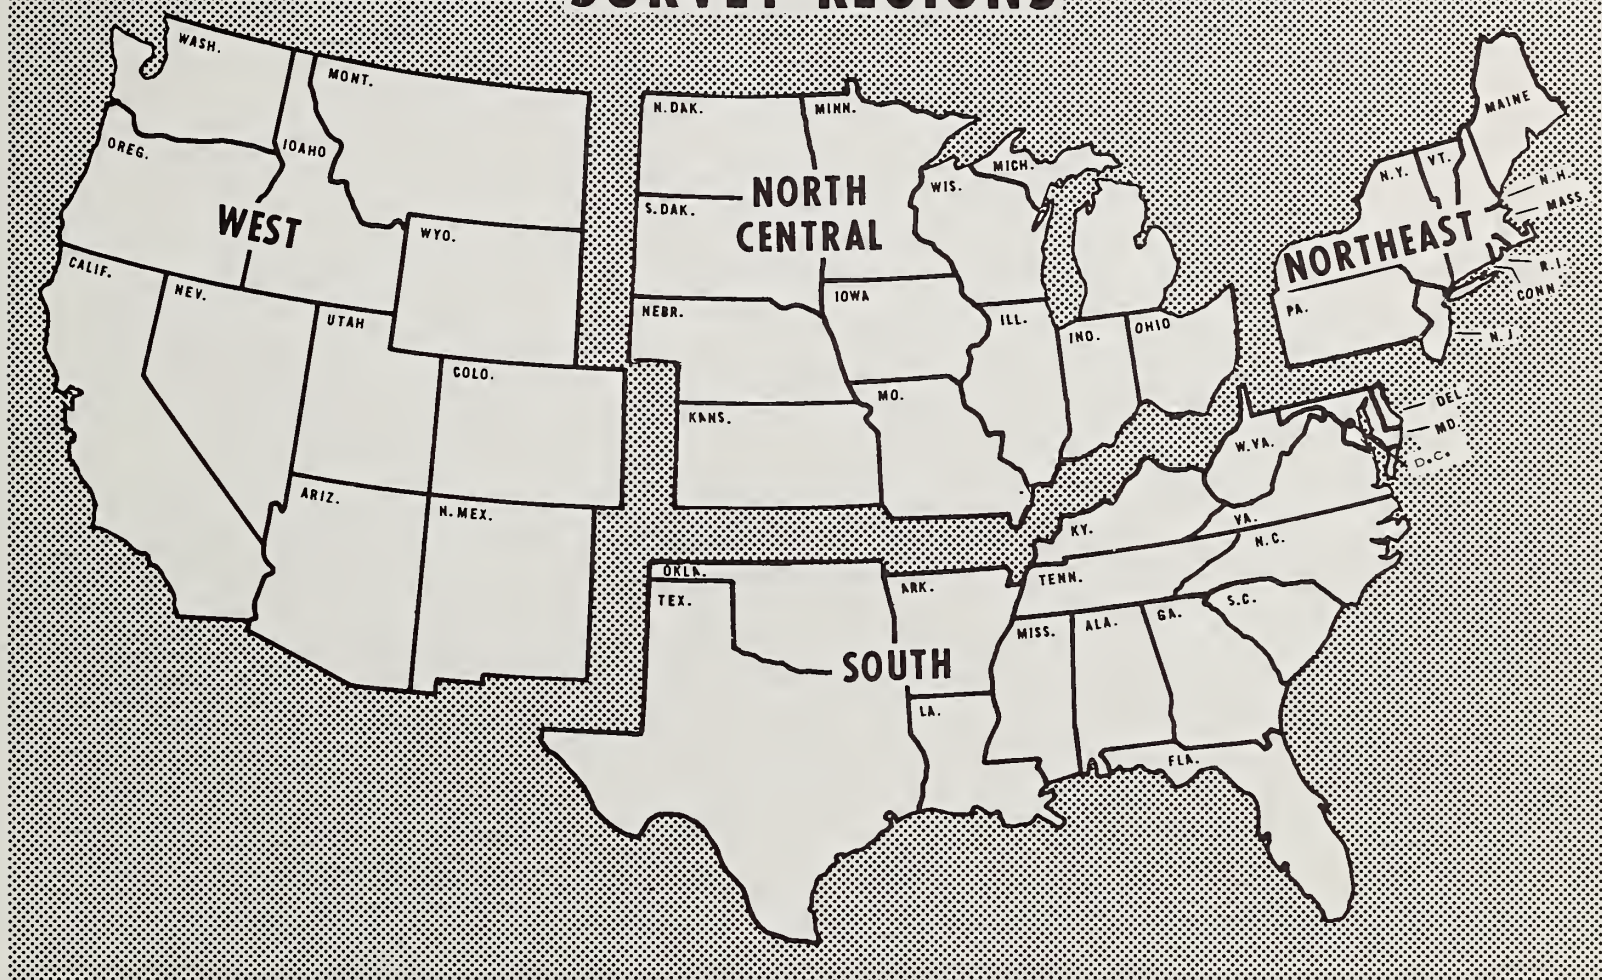 SURVEY REGIONS
WASH.
MONT.
IOAHO
OREG.
WEST
WYO.
CALIF.
NEV.
UTAH
COLO.
ARIZ.
N.MEX.
N.DAK.
MINN.
NORTH
CENTRAL
S.DAK.
WIS.
MICH.
NEBR.
IOWA
ILL.
INO.
OHIO
KANS.
MO.
MAINE
VT.
N.Y.
N.H.
MASS.
NORTHEAST
R.I.
CONN.
PA.
N.J.
DEL.
MD.
D.C.
W.VA.
KY.
VA.
N.C.
TENN.
OKLA.
TEX.
ARK.
S.C.
GA.
ALA.
MISS.
SOUTH
LA.
FLA.